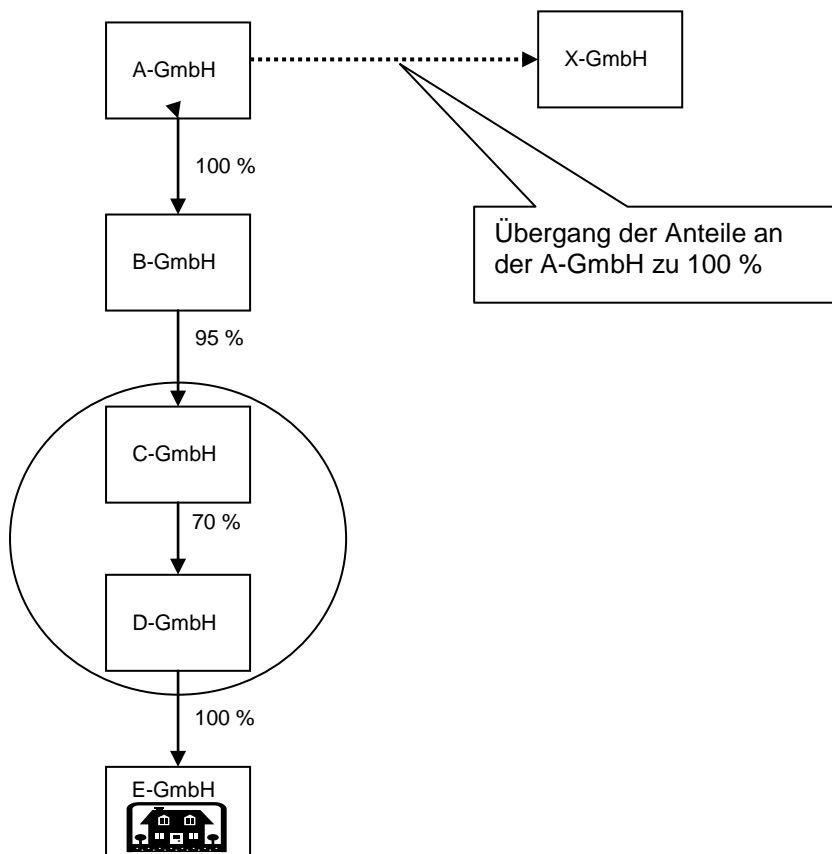 A-GmbH
X-GmbH
100 %
Übergang der Anteile an
der A-GmbH zu 100 %
B-GmbH
95 %
C-GmbH
70 %
D-GmbH
100 %
E-GmbH